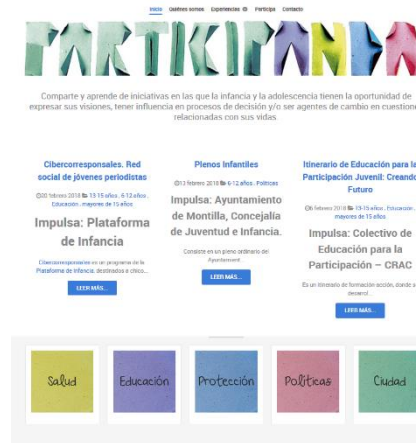 Inicio Quiénes somos Experiencias Participa Contacto
PARTICIPANDO
Comparte y aprende de iniciativas en las que la infancia y la adolescencia tienen la oportunidad de
expresar sus visiones, tener influencia en procesos de decisión y/o ser agentes de cambio en cuestione
relacionadas con sus vidas
Cibercorresponsales. Red
social de jóvenes periodistas
20 febrero 2018 13-15 años, 6-12 años,
Educación, mayores de 15 años
Impulsa: Plataforma
de Infancia
Cibercorresponsales es un programa de la
Plataforma de Infancia, destinados a chico...
LEER MÁS...
Plenos Infantiles
13 febrero 2018 6-12 años, Políticas
Impulsa: Ayuntamiento
de Montilla, Concejalía
de Juventud e Infancia.
Consiste en un pleno ordinario del
Ayuntamient...
LEER MÁS...
Itinerario de Educación para la
Participación Juvenil: Creando
Futuro
06 febrero 2018 13-15 años, Educación,
mayores de 15 años
Impulsa: Colectivo de
Educación para la
Participación – CRAC
Es un itinerario de formación acción, donde s
desarrol...
LEER MÁS...
Salud
Educación
Protección
Políticas
Ciudad